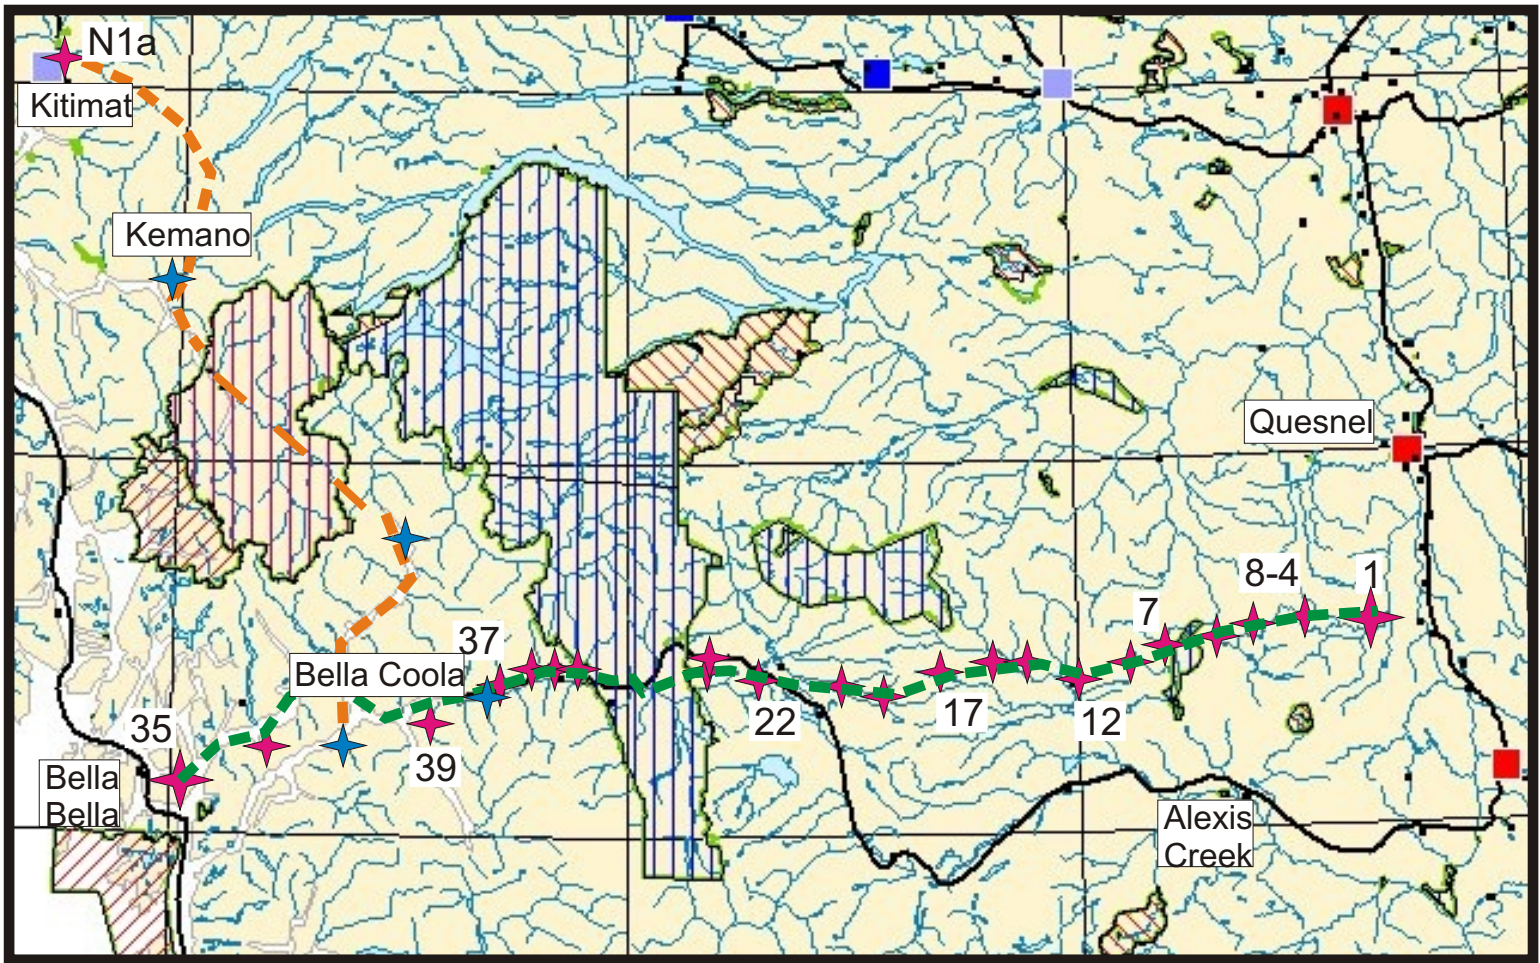 N1a
Kitimat
Kemano
Quesnel
8-4
1
7
37
Bella Coola
35
22
17
12
39
Bella
Bella
Alexis
Creek